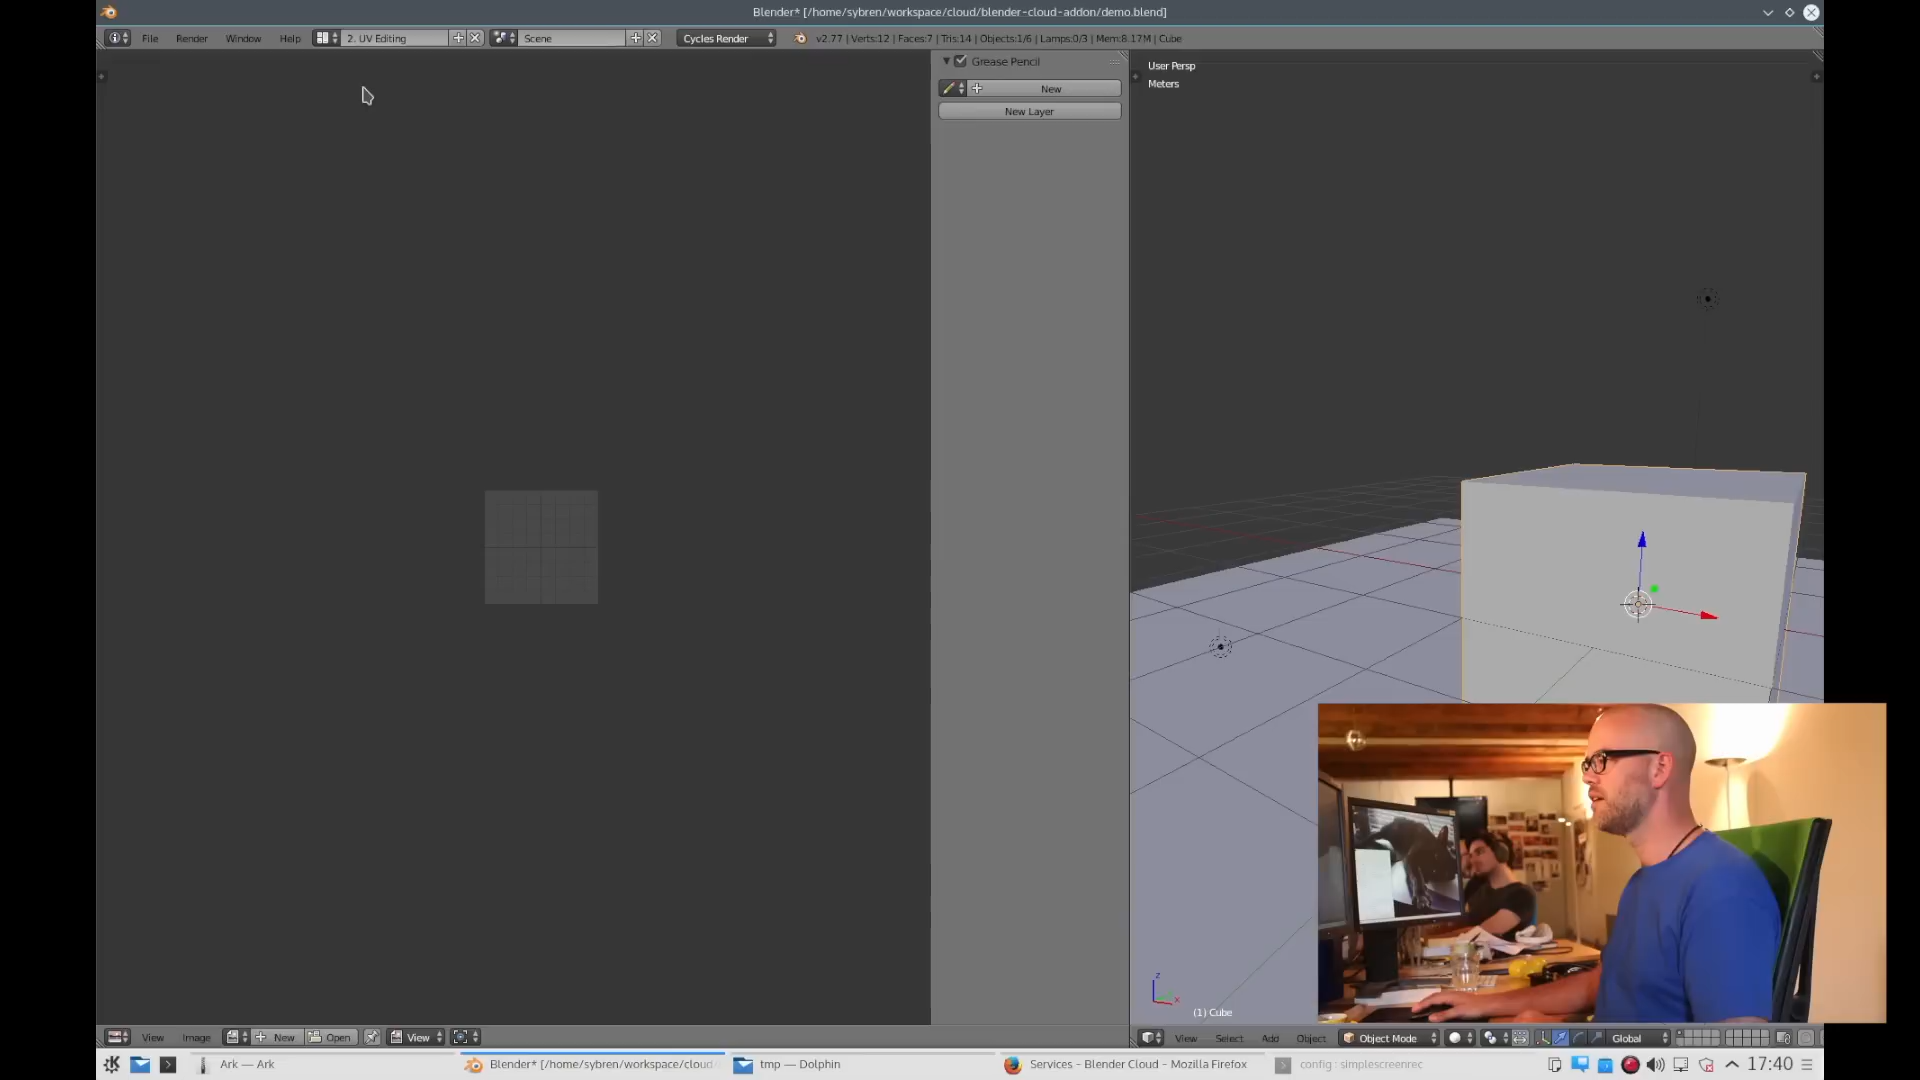 Blender* [/home/sybren/workspace/cloud/blender-cloud-addon/demo.blend]
File Render Window Help 2. UV Editing Scene Cycles Render v2.77 | Verts:12 | Faces:7 | Tris:14 | Objects:1/6 | Lamps:0/3 | Mem:8.17M | Cube
Grease Pencil
New
New Layer
User Persp
Meters
z
x
(1) Cube
View Image New Open View
View Select Add Object Object Mode Global
Ark — Ark Blender* [/home/sybren/workspace/cloud tmp — Dolphin Services - Blender Cloud - Mozilla Firefox config : simplescreenrec 17:40